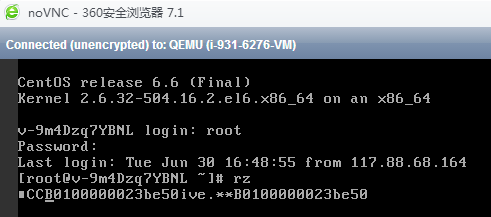 noVNC - 360安全浏览器 7.1
Connected (unencrypted) to: QEMU (i-931-6276-VM)
CentOS release 6.6 (Final)
Kernel 2.6.32-504.16.2.el6.x86_64 on an x86_64
v-9m4Dzq7YBNL login: root
Password:
Last login: Tue Jun 30 16:48:55 from 117.88.68.164
[root@v-9m4Dzq7YBNL ~]# rz
▪CCB0100000023be50ive.**B0100000023be50